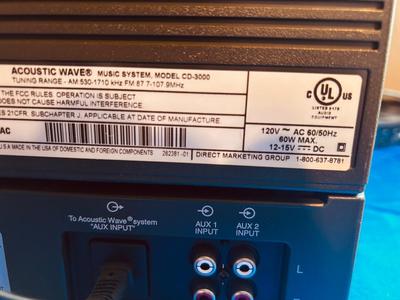 ACOUSTIC WAVE® MUSIC SYSTEM, MODEL CD-3000
TUNING RANGE - AM 530-1710 kHz FM 87.7-107.9MHz
THE FCC RULES. OPERATION IS SUBJECT
DOES NOT CAUSE HARMFUL INTERFERENCE
21CFR, SUBCHAPTER J, APPLICABLE AT DATE OF MANUFACTURE
C UL US
LISTED
AUDIO
EQUIPMENT
AC
120V ~ AC 60/50Hz
60W MAX.
12-15V DC
MADE IN THE USA OF DOMESTIC AND FOREIGN COMPONENTS 262381-01
DIRECT MARKETING GROUP 1-800-637-8781
To Acoustic Wave® system
"AUX INPUT"
AUX 1
INPUT
AUX 2
INPUT
L